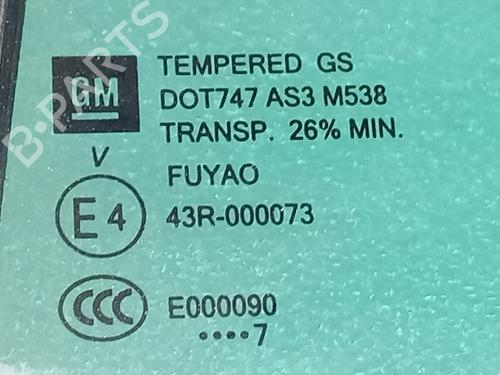 GM
TEMPERED GS
DOT747 AS3 M538
TRANSP. 26% MIN.
V
FUYAO
E4
43R-000073
CCC
E000090
••••7
B-PARTS